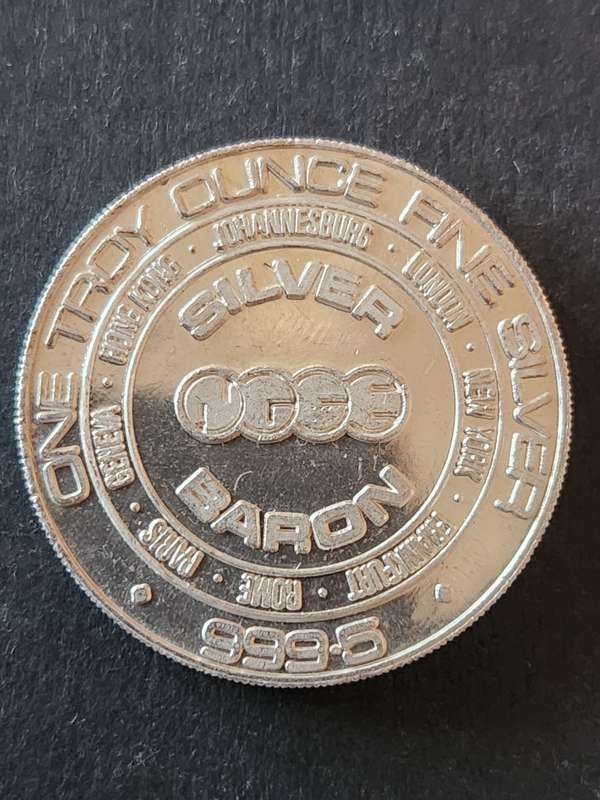 ONE TROY OUNCE FINE SILVER
999·5
GENEVA · HONG KONG · JOHANNESBURG · LONDON · NEW YORK · FRANKFURT · ROME · PARIS ·
SILVER
BARON